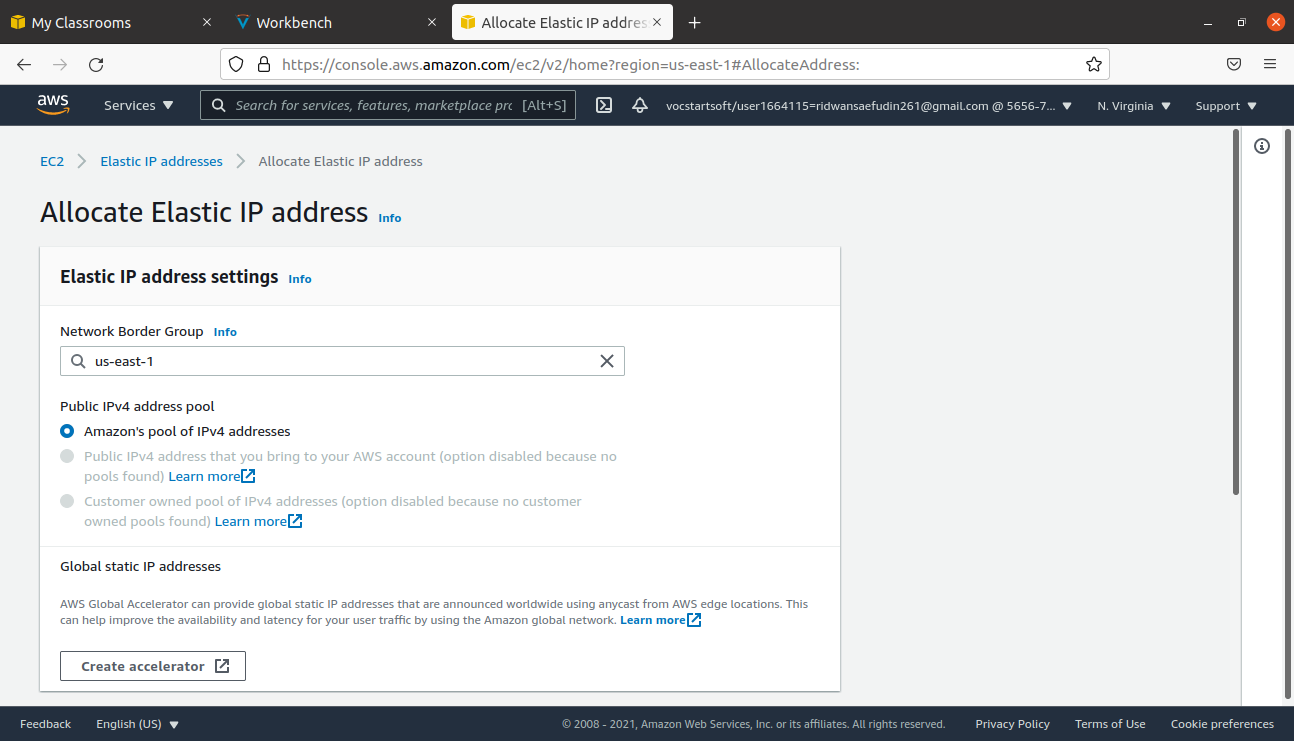 My Classrooms
Workbench
Allocate Elastic IP addres
https://console.aws.amazon.com/ec2/v2/home?region=us-east-1#AllocateAddress:
aws
Services
Search for services, features, marketplace prc [Alt+S]
vocstartsoft/user1664115=ridwansaefudin261@gmail.com @ 5656-7...
N. Virginia
Support
EC2
Elastic IP addresses
Allocate Elastic IP address
Allocate Elastic IP address Info
Elastic IP address settings Info
Network Border Group Info
us-east-1
Public IPv4 address pool
Amazon's pool of IPv4 addresses
Public IPv4 address that you bring to your AWS account (option disabled because no
pools found) Learn more
Customer owned pool of IPv4 addresses (option disabled because no customer
owned pools found) Learn more
Global static IP addresses
AWS Global Accelerator can provide global static IP addresses that are announced worldwide using anycast from AWS edge locations. This
can help improve the availability and latency for your user traffic by using the Amazon global network. Learn more
Create accelerator
Feedback
English (US)
© 2008 - 2021, Amazon Web Services, Inc. or its affiliates. All rights reserved.
Privacy Policy
Terms of Use
Cookie preferences